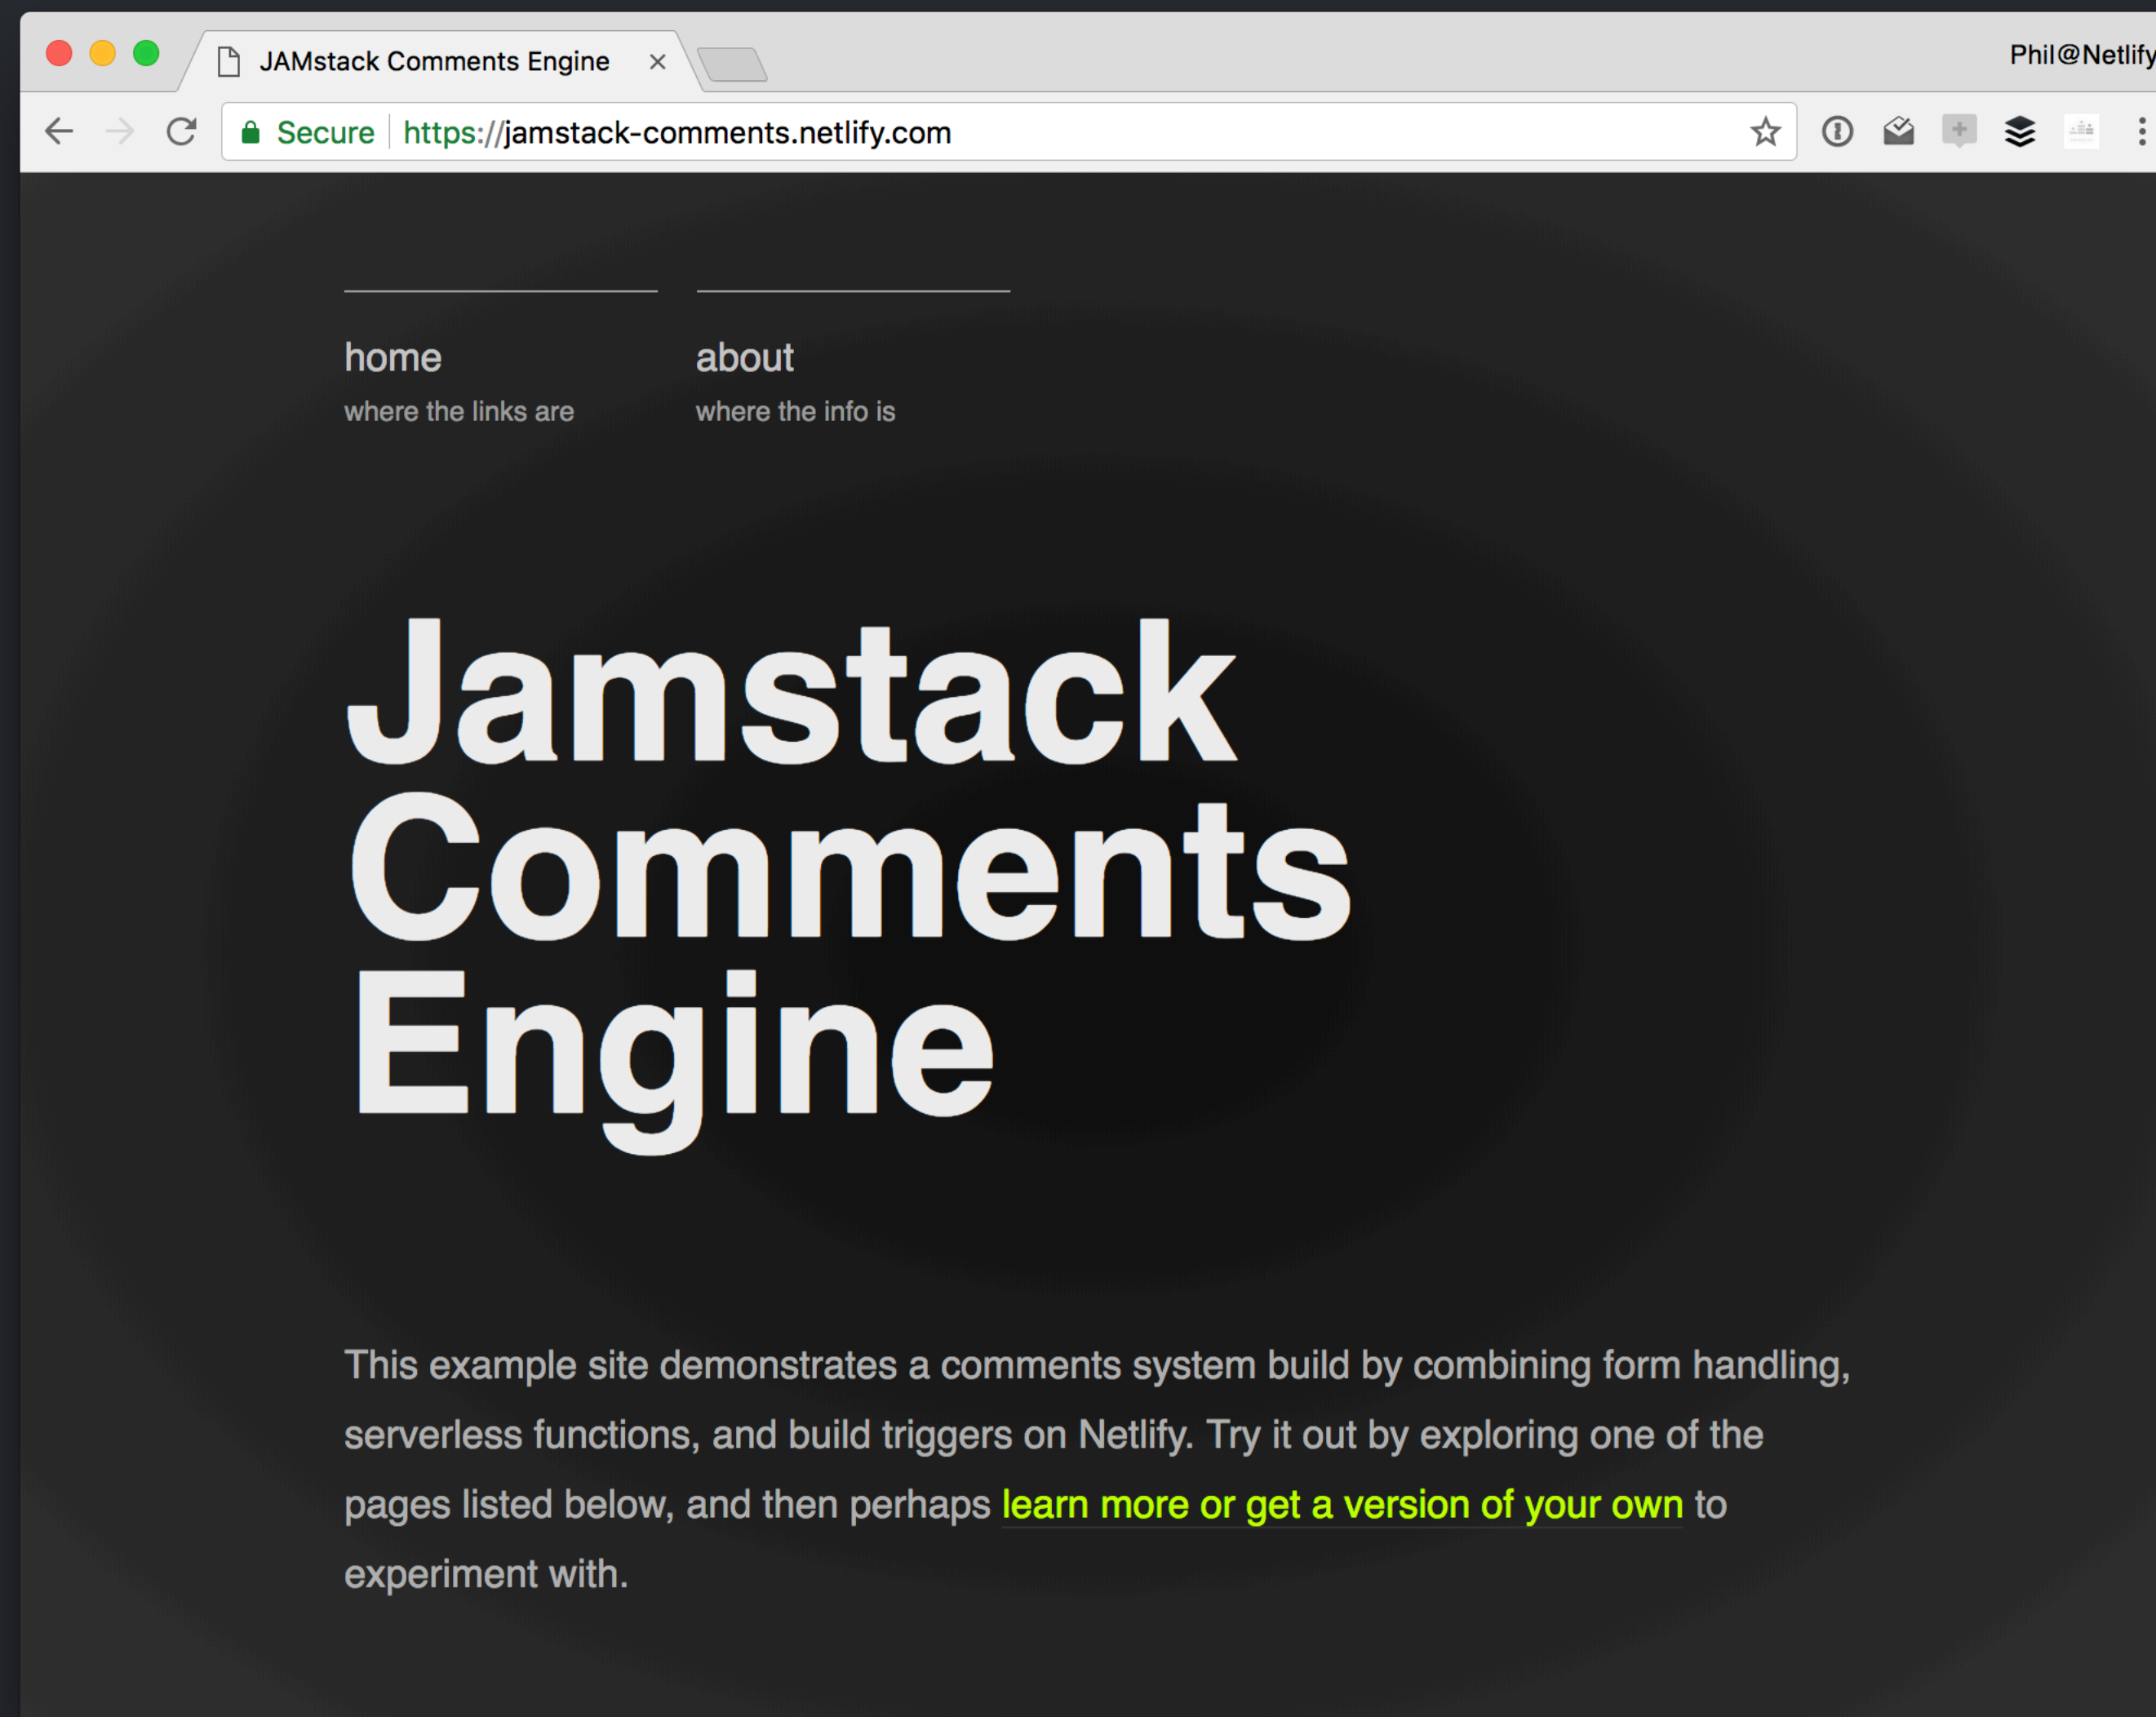 JAMstack Comments Engine
Phil@Netlify
Secure https://jamstack-comments.netlify.com
home about
where the links are where the info is
Jamstack
Comments
Engine
This example site demonstrates a comments system build by combining form handling,
serverless functions, and build triggers on Netlify. Try it out by exploring one of the
pages listed below, and then perhaps learn more or get a version of your own to
experiment with.